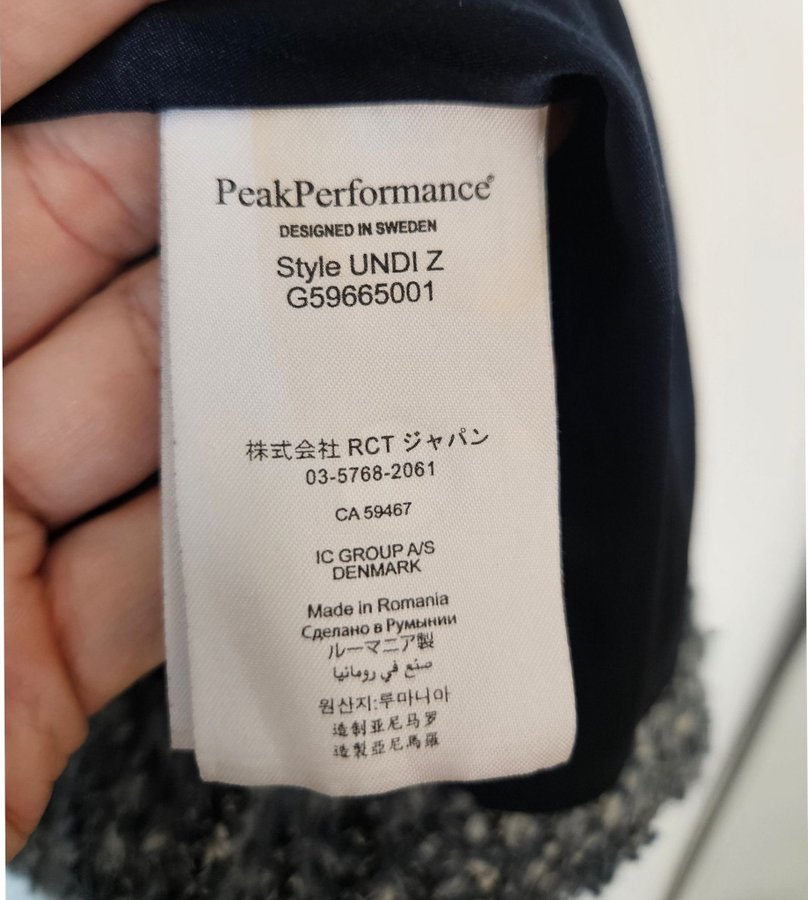 PeakPerformance®
DESIGNED IN SWEDEN
Style UNDI Z
G59665001
株式会社 RCT ジャパン
03-5768-2061
CA 59467
IC GROUP A/S
DENMARK
Made in Romania
Сделано в Румынии
ルーマニア製
صنع في رومانيا
원산지:루마니아
造制亚尼马罗
造製亞尼馬羅